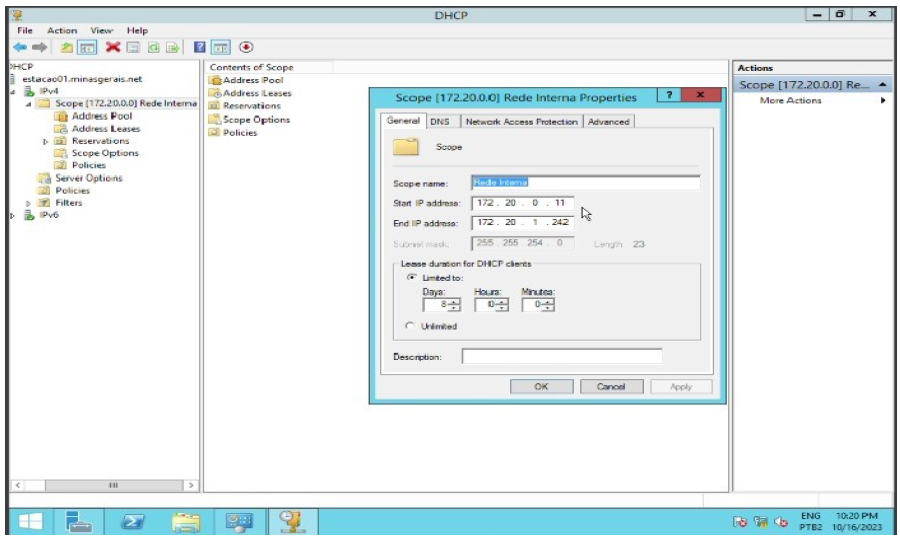 DHCP
File Action View Help
DHCP
estacao01.minasgerais.net
IPv4
Scope [172.20.0.0] Rede Interna
Address Pool
Address Leases
Reservations
Scope Options
Policies
Server Options
Policies
Filters
IPv6
Contents of Scope
Address Pool
Address Leases
Reservations
Scope Options
Policies
Scope [172.20.0.0] Rede Interna Properties
General DNS Network Access Protection Advanced
Scope
Scope name: Rede Interna
Start IP address: 172 . 20 . 0 . 11
End IP address: 172 . 20 . 1 . 242
Subnet mask: 255 . 255 . 254 . 0 Length: 23
Lease duration for DHCP clients
Limited to:
Days: Hours: Minutes:
8 0 0
Unlimited
Description:
OK Cancel Apply
Actions
Scope [172.20.0.0] Re...
More Actions
ENG 10:20 PM
PTB2 10/16/2023